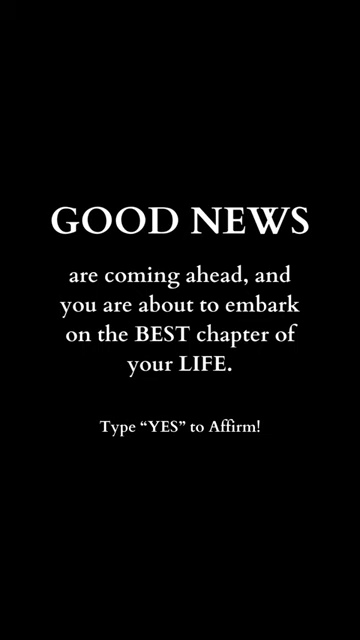 GOOD NEWS
are coming ahead, and
you are about to embark
on the BEST chapter of
your LIFE.
Type “YES” to Affirm!